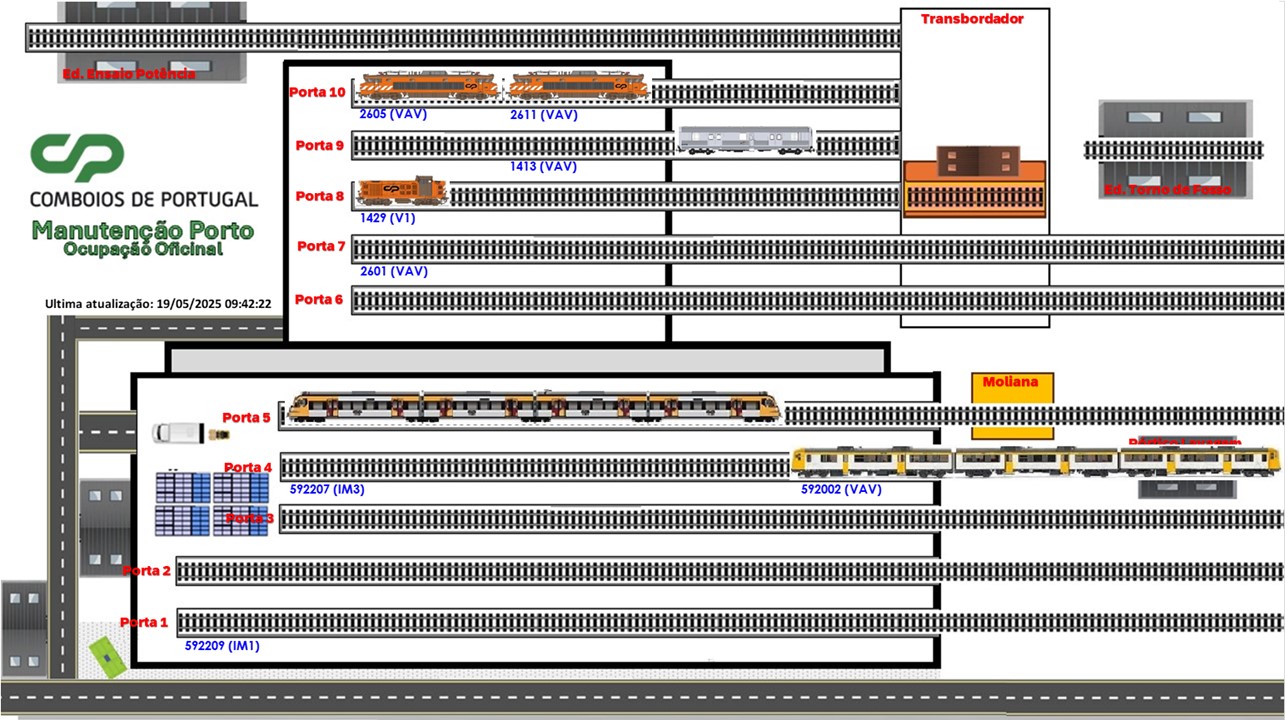 Transbordador
Ed. Ensaio Potência
Porta 10
2605 (VAV)
2611 (VAV)
Porta 9
1413 (VAV)
CP
COMBOIOS DE PORTUGAL
Manutenção Porto
Ocupação Oficinal
Porta 8
1429 (V1)
Ed. Torno de Fosso
Porta 7
2601 (VAV)
Porta 6
Ultima atualização: 19/05/2025 09:42:22
Moliana
Porta 5
Porta 4
592207 (IM3)
592002 (VAV)
Porta 3
Porta 2
Porta 1
592209 (IM1)